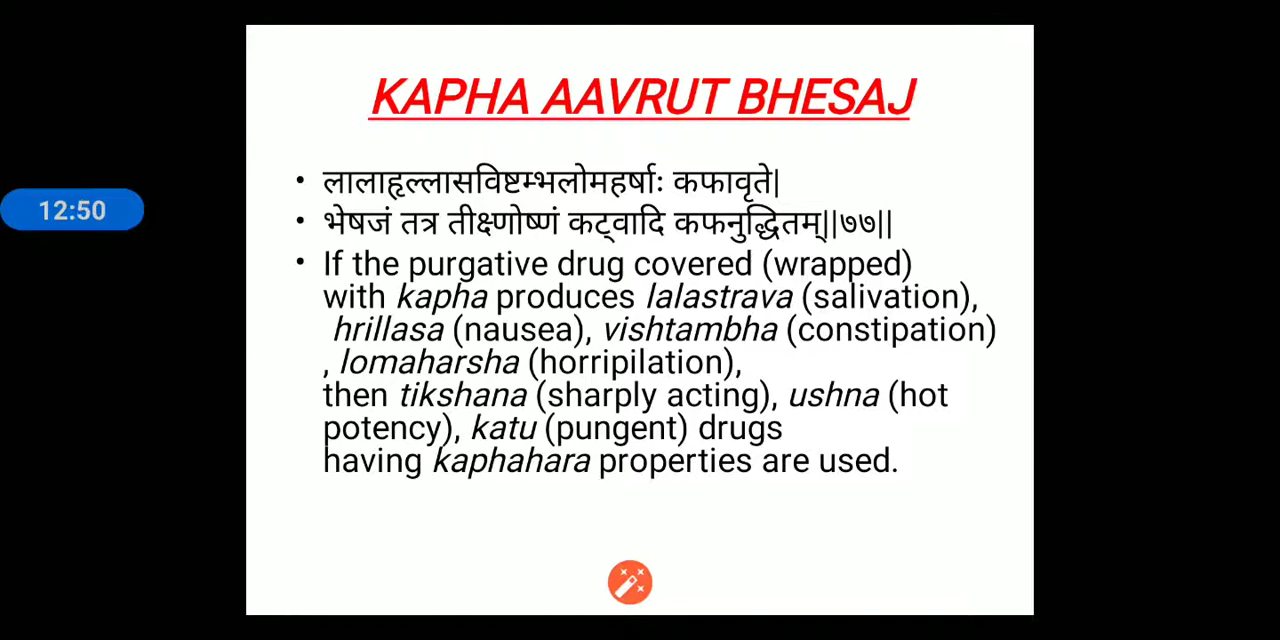 KAPHA AAVRUT BHESAJ
• लालाहृल्लासविष्टम्भलोमहर्षाः कफावृते|
12:50
• भेषजं तत्र तीक्ष्णोष्णं कट्वादि कफनुद्धितम्||७७||
• If the purgative drug covered (wrapped)
with kapha produces lalastrava (salivation),
hrillasa (nausea), vishtambha (constipation)
, lomaharsha (horripilation),
then tikshana (sharply acting), ushna (hot
potency), katu (pungent) drugs
having kaphahara properties are used.